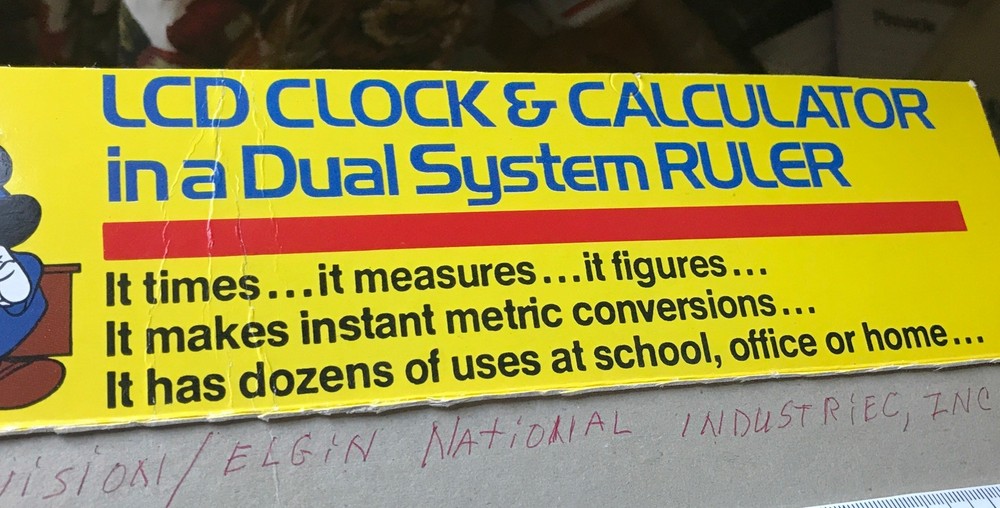 LCD CLOCK & CALCULATOR
in a Dual System RULER
It times...it measures...it figures...
It makes instant metric conversions...
It has dozens of uses at school, office or home...
/ELGIN NATIONAL INDUSTRIEC, INC